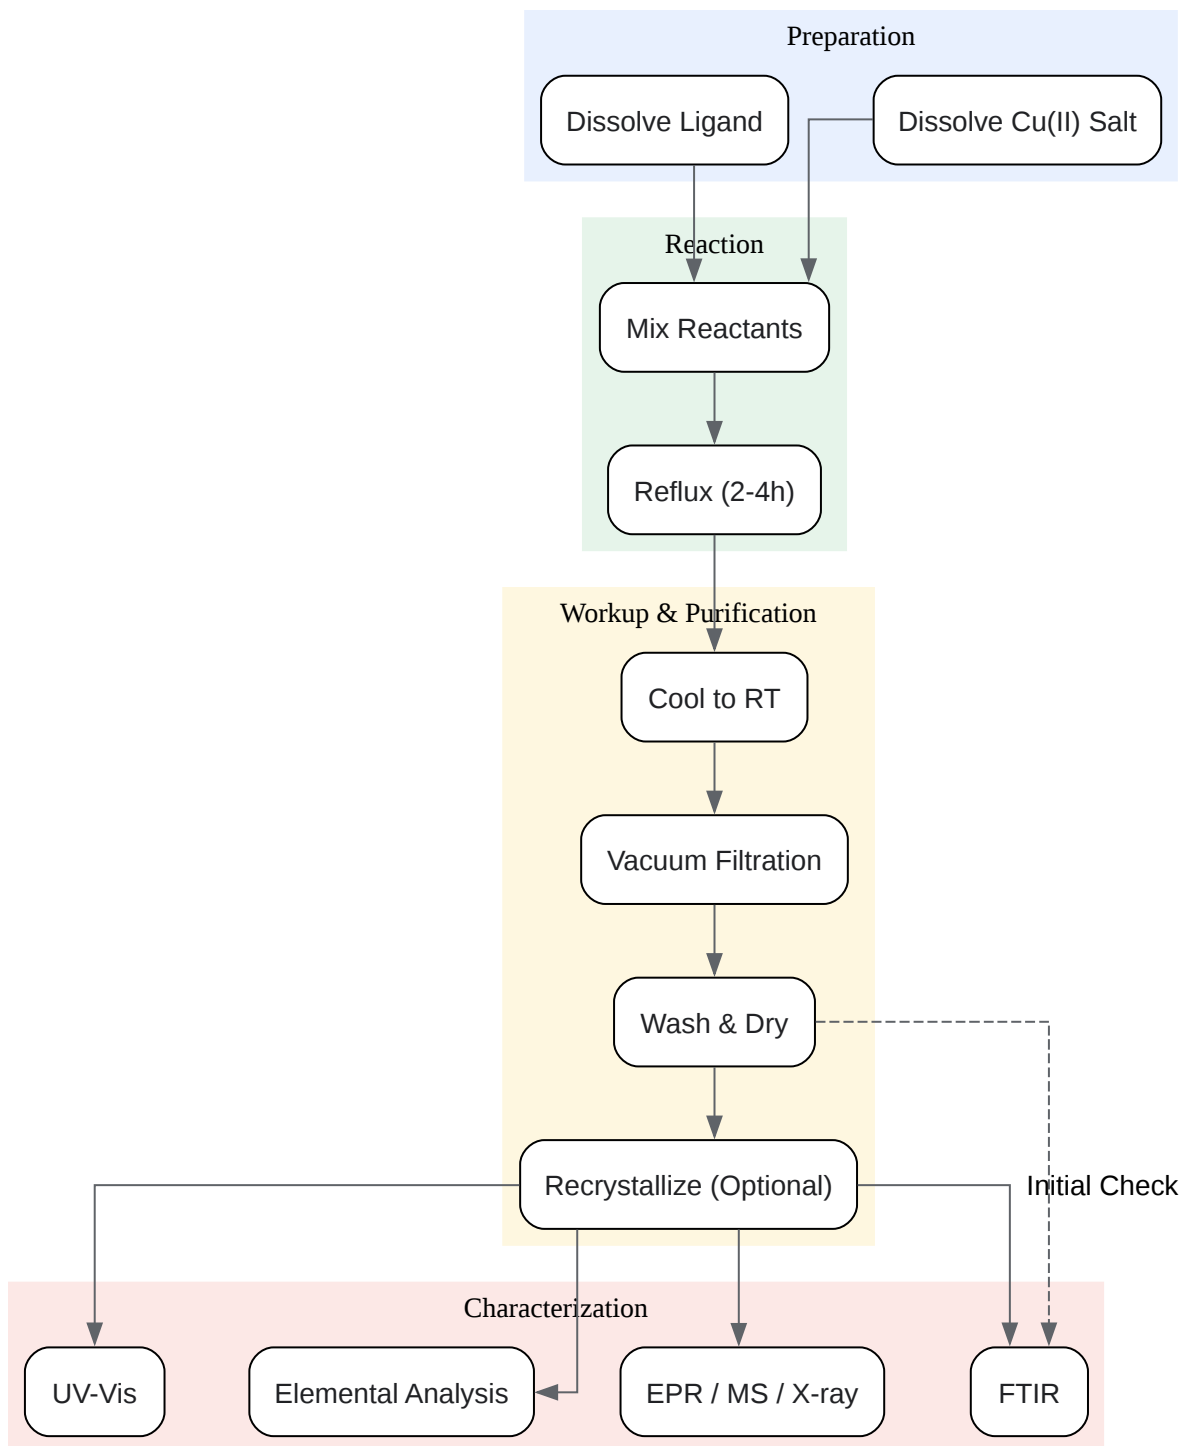 Preparation
Dissolve Ligand
Dissolve Cu(II) Salt
Reaction
Mix Reactants
Reflux (2-4h)
Workup & Purification
Cool to RT
Vacuum Filtration
Wash & Dry
Recrystallize (Optional)
Initial Check
Characterization
UV-Vis
Elemental Analysis
EPR / MS / X-ray
FTIR